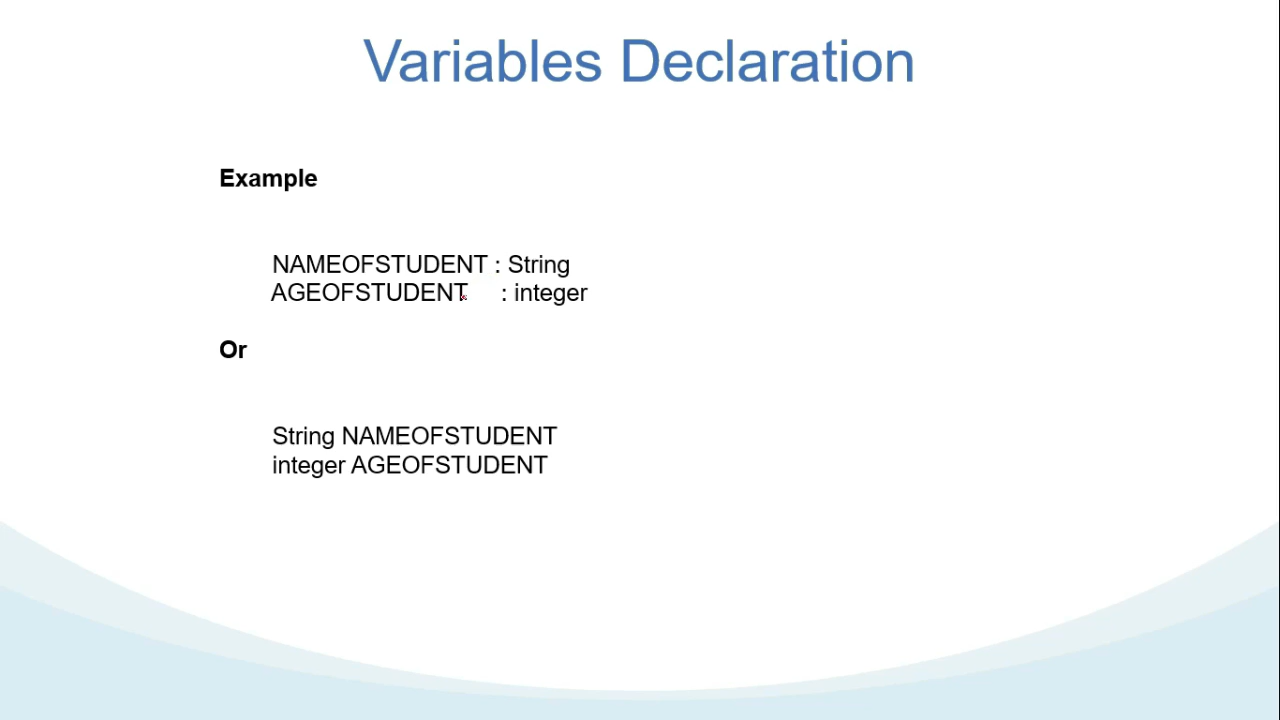 Variables Declaration
Example
NAMEOFSTUDENT : String
AGEOFSTUDENT : integer
Or
String NAMEOFSTUDENT
integer AGEOFSTUDENT